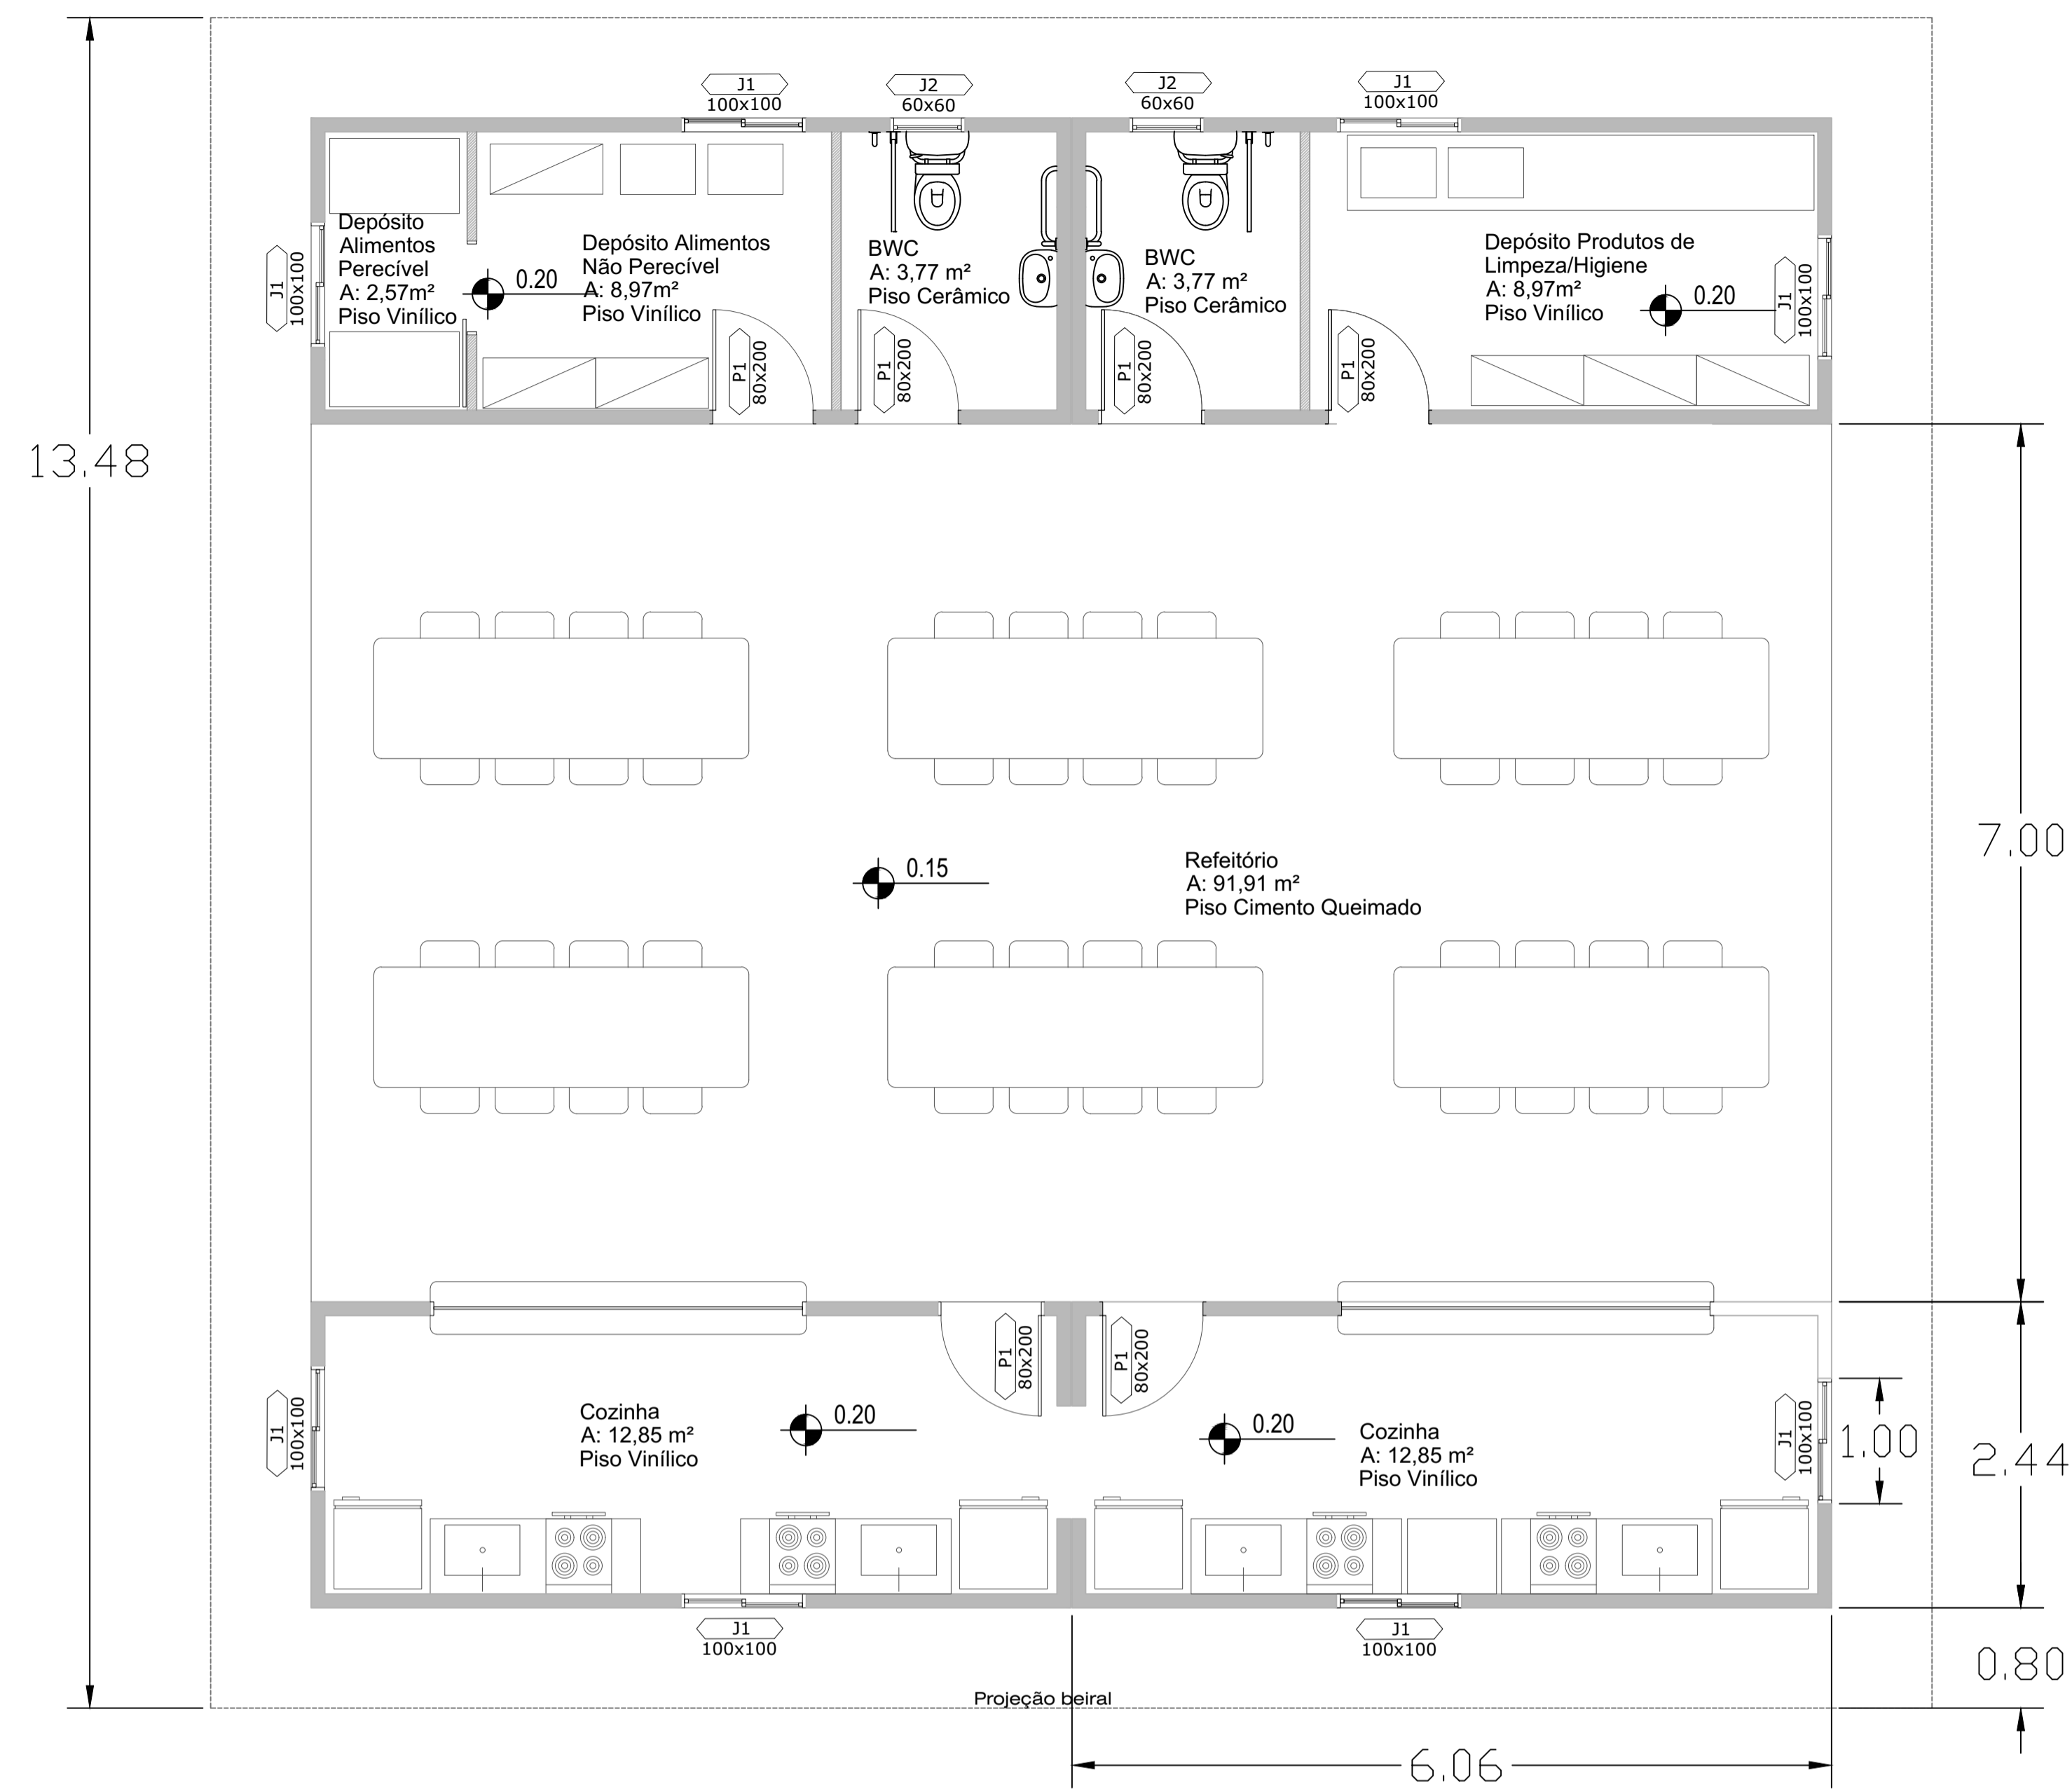 J1
100x100
J2
60x60
J2
60x60
J1
100x100
13.48
J1
100x100
Depósito
Alimentos
Perecível
A: 2,57m²
Piso Vinílico
0.20
Depósito Alimentos
Não Perecível
A: 8,97m²
Piso Vinílico
BWC
A: 3,77 m²
Piso Cerâmico
BWC
A: 3,77 m²
Piso Cerâmico
Depósito Produtos de
Limpeza/Higiene
A: 8,97m²
Piso Vinílico
0.20
J1
100x100
P1
80x200
P1
80x200
P1
80x200
P1
80x200
7.00
0.15
Refeitório
A: 91,91 m²
Piso Cimento Queimado
P1
80x200
P1
80x200
J1
100x100
Cozinha
A: 12,85 m²
Piso Vinílico
0.20
0.20
Cozinha
A: 12,85 m²
Piso Vinílico
J1
100x100
1.00
2.44
J1
100x100
J1
100x100
0.80
Projeção beiral
6.06